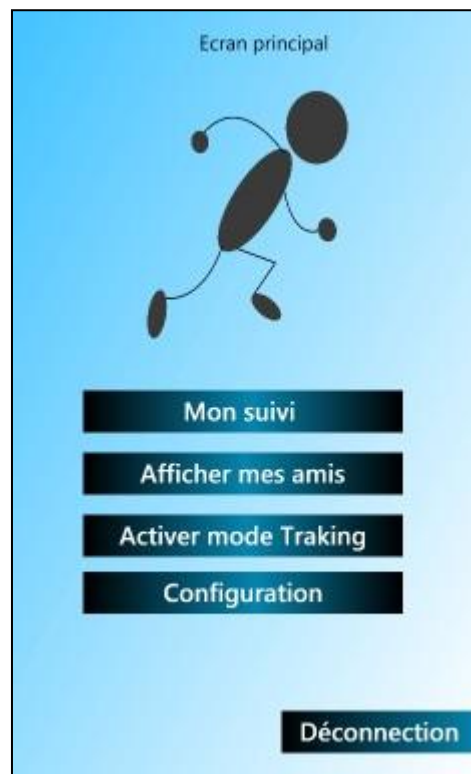 Ecran principal
Mon suivi
Afficher mes amis
Activer mode Traking
Configuration
Déconnection